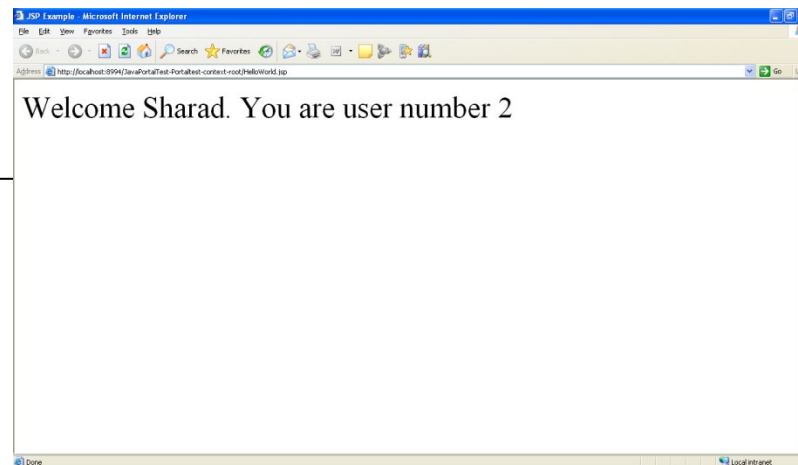 JSP Example - Microsoft Internet Explorer
File Edit View Favorites Tools Help
Back Search Favorites
Address http://localhost:8994/JavaPortalTest-Portaltest-context-root/HelloWorld.jsp Go
Welcome Sharad. You are user number 2
Done Local intranet